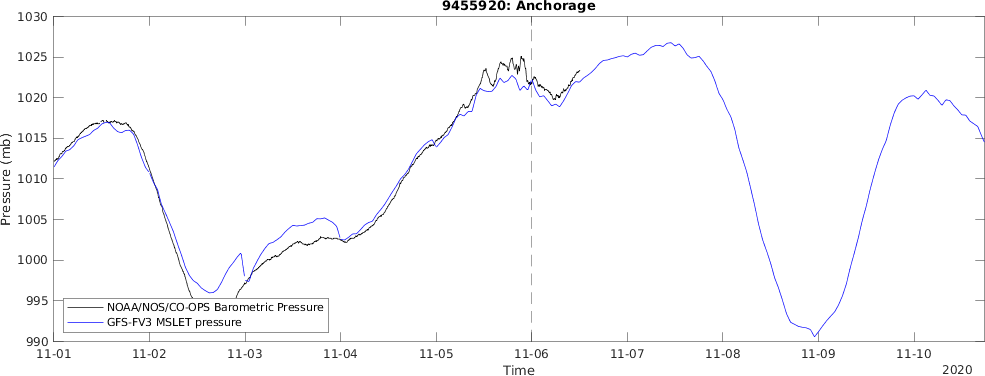 9455920: Anchorage
1030
1025
1020
1015
1010
1005
1000
995
990
Pressure (mb)
NOAA/NOS/CO-OPS Barometric Pressure
GFS-FV3 MSLET pressure
11-01 11-02 11-03 11-04 11-05 11-06 11-07 11-08 11-09 11-10
Time
2020